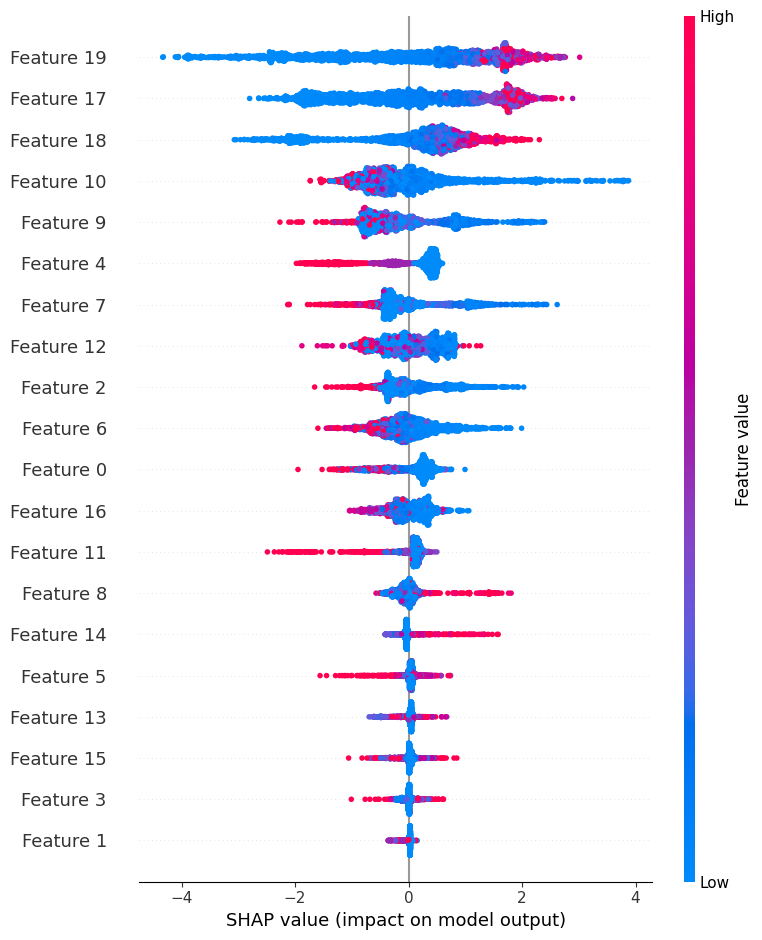 High
Feature 19
Feature 17
Feature 18
Feature 10
Feature 9
Feature 4
Feature 7
Feature 12
Feature 2
Feature 6
Feature 0
Feature 16
Feature 11
Feature 8
Feature 14
Feature 5
Feature 13
Feature 15
Feature 3
Feature 1
Feature value
Low
−4 −2 0 2 4
SHAP value (impact on model output)